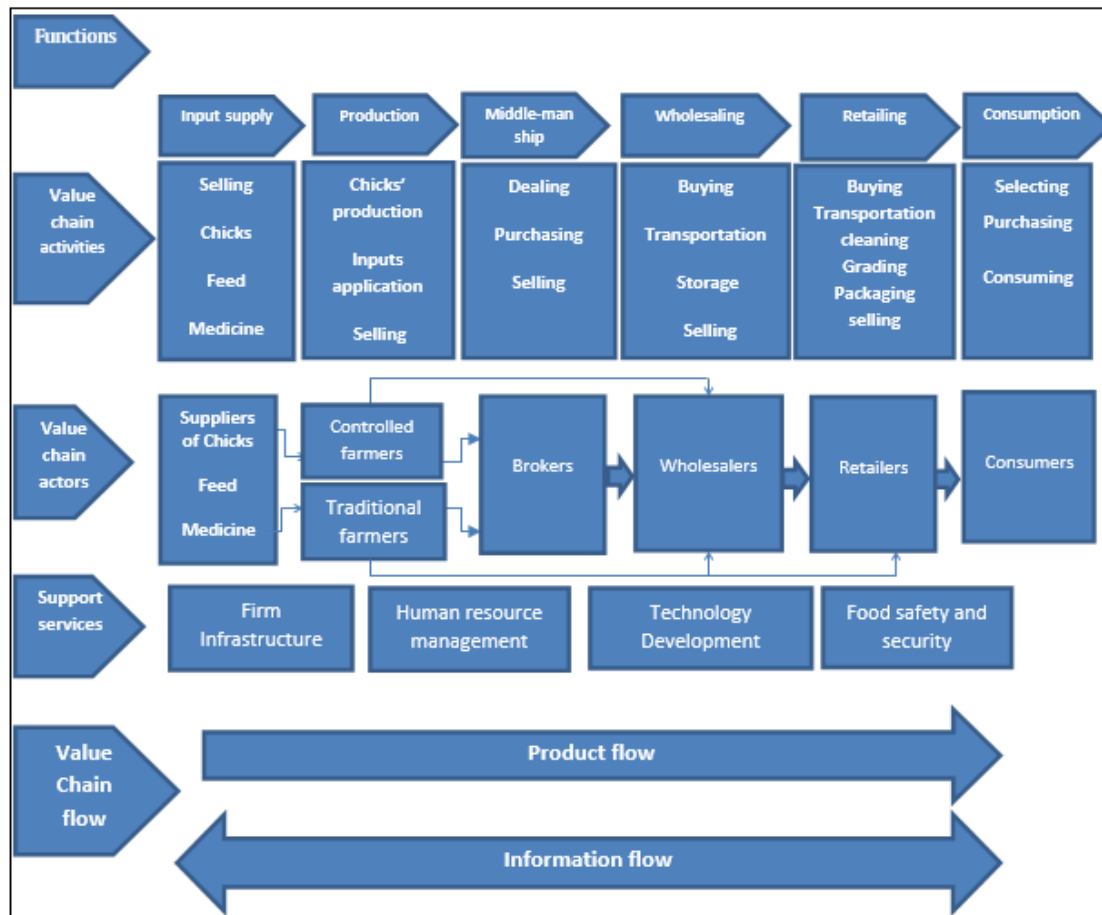 Functions
Input supply
Production
Middle-man
ship
Wholesaling
Retailing
Consumption
Value
chain
activities
Selling
Chicks
Feed
Medicine
Chicks’
production
Inputs
application
Selling
Dealing
Purchasing
Selling
Buying
Transportation
Storage
Selling
Buying
Transportation
cleaning
Grading
Packaging
selling
Selecting
Purchasing
Consuming
Value
chain
actors
Suppliers
of Chicks
Feed
Medicine
Controlled
farmers
Traditional
farmers
Brokers
Wholesalers
Retailers
Consumers
Support
services
Firm
Infrastructure
Human resource
management
Technology
Development
Food safety and
security
Value
Chain
flow
Product flow
Information flow